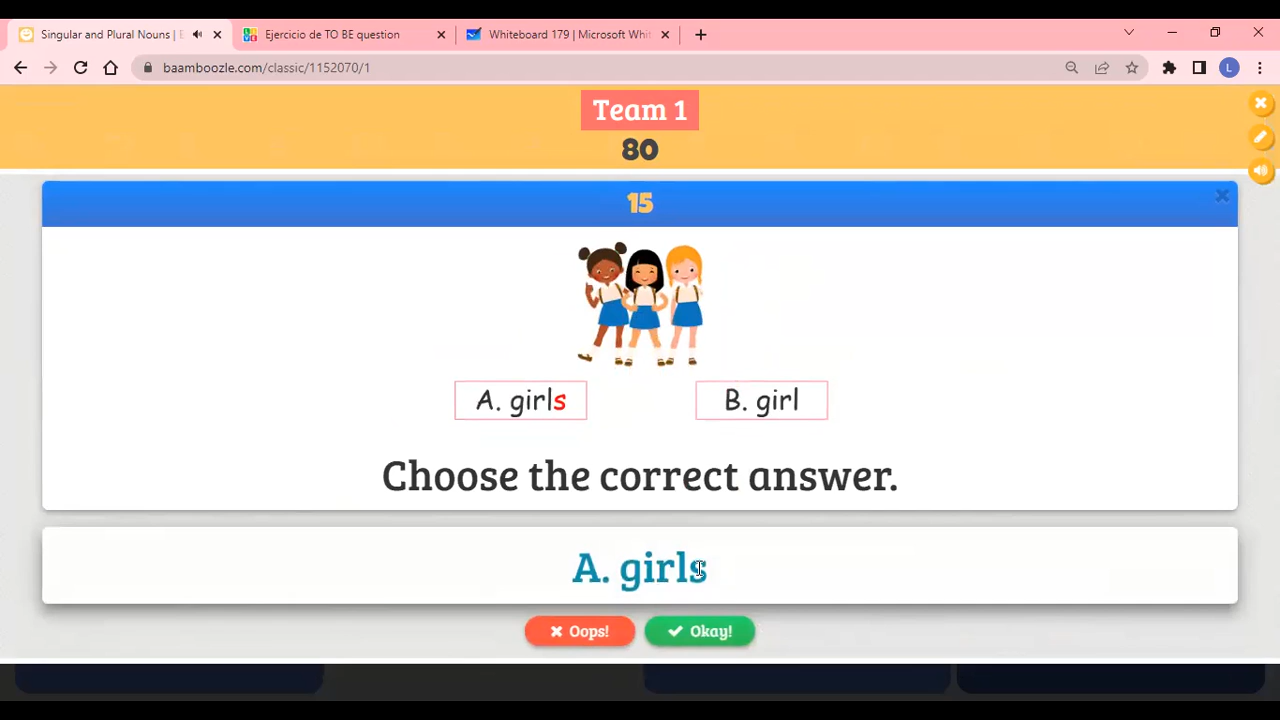 Singular and Plural Nouns | E
Ejercicio de TO BE question
Whiteboard 179 | Microsoft Whit
baamboozle.com/classic/1152070/1
L
Team 1
80
15
A. girls
B. girl
Choose the correct answer.
A. girls
Oops!
Okay!